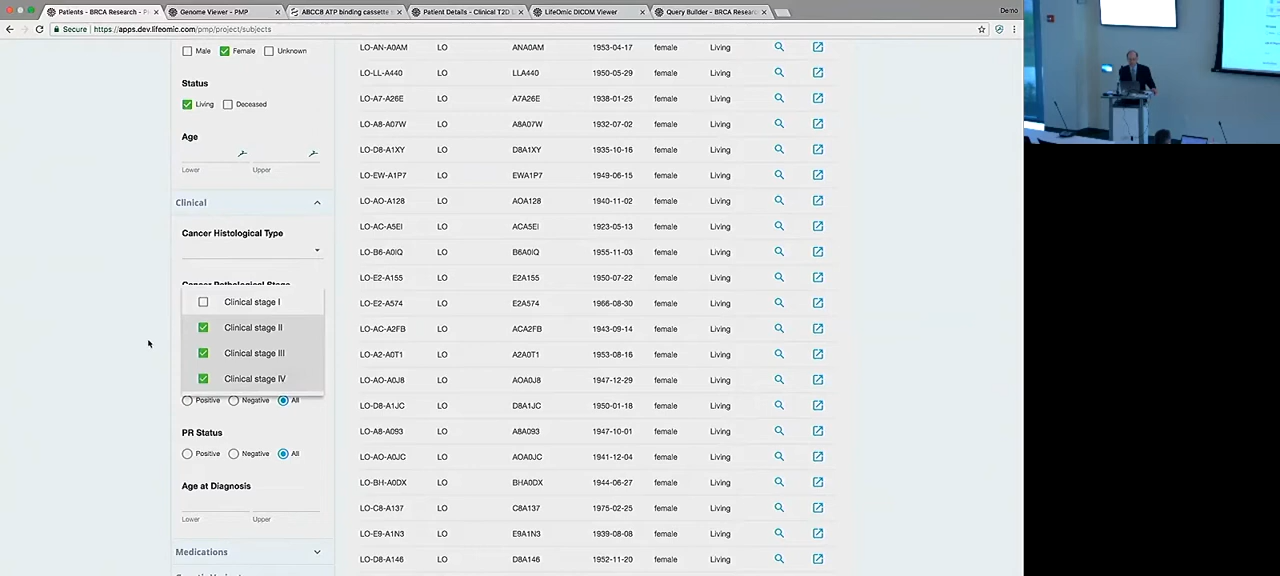 Patients - BRCA Research - P
Genome Viewer - PMP
ABCC8 ATP binding cassette s
Patient Details - Clinical T2D
LifeOmic DICOM Viewer
Query Builder - BRCA Resear
Demo
Secure https://apps.dev.lifeomic.com/pmp/project/subjects
Male Female Unknown
Status
Living Deceased
Age
Lower Upper
Clinical
Cancer Histological Type
Cancer Pathological Stage
Clinical stage I
Clinical stage II
Clinical stage III
Clinical stage IV
Positive Negative All
PR Status
Positive Negative All
Age at Diagnosis
Lower Upper
Medications
LO-AN-A0AM LO ANA0AM 1953-04-17 female Living
LO-LL-A440 LO LLA440 1950-05-29 female Living
LO-A7-A26E LO A7A26E 1938-01-25 female Living
LO-A8-A07W LO A8A07W 1932-07-02 female Living
LO-D8-A1XY LO D8A1XY 1935-10-16 female Living
LO-EW-A1P7 LO EWA1P7 1949-06-15 female Living
LO-AO-A128 LO AOA128 1940-11-02 female Living
LO-AC-A5EI LO ACA5EI 1923-05-13 female Living
LO-B6-A0IQ LO B6A0IQ 1955-11-03 female Living
LO-E2-A155 LO E2A155 1950-07-22 female Living
LO-E2-A574 LO E2A574 1966-08-30 female Living
LO-AC-A2FB LO ACA2FB 1943-09-14 female Living
LO-A2-A0T1 LO A2A0T1 1953-08-16 female Living
LO-AO-A0J8 LO AOA0J8 1947-12-29 female Living
LO-D8-A1JC LO D8A1JC 1950-01-18 female Living
LO-A8-A093 LO A8A093 1947-10-01 female Living
LO-AO-A0JC LO AOA0JC 1941-12-04 female Living
LO-BH-A0DX LO BHA0DX 1944-06-27 female Living
LO-C8-A137 LO C8A137 1975-02-25 female Living
LO-E9-A1N3 LO E9A1N3 1939-08-08 female Living
LO-D8-A146 LO D8A146 1952-11-20 female Living